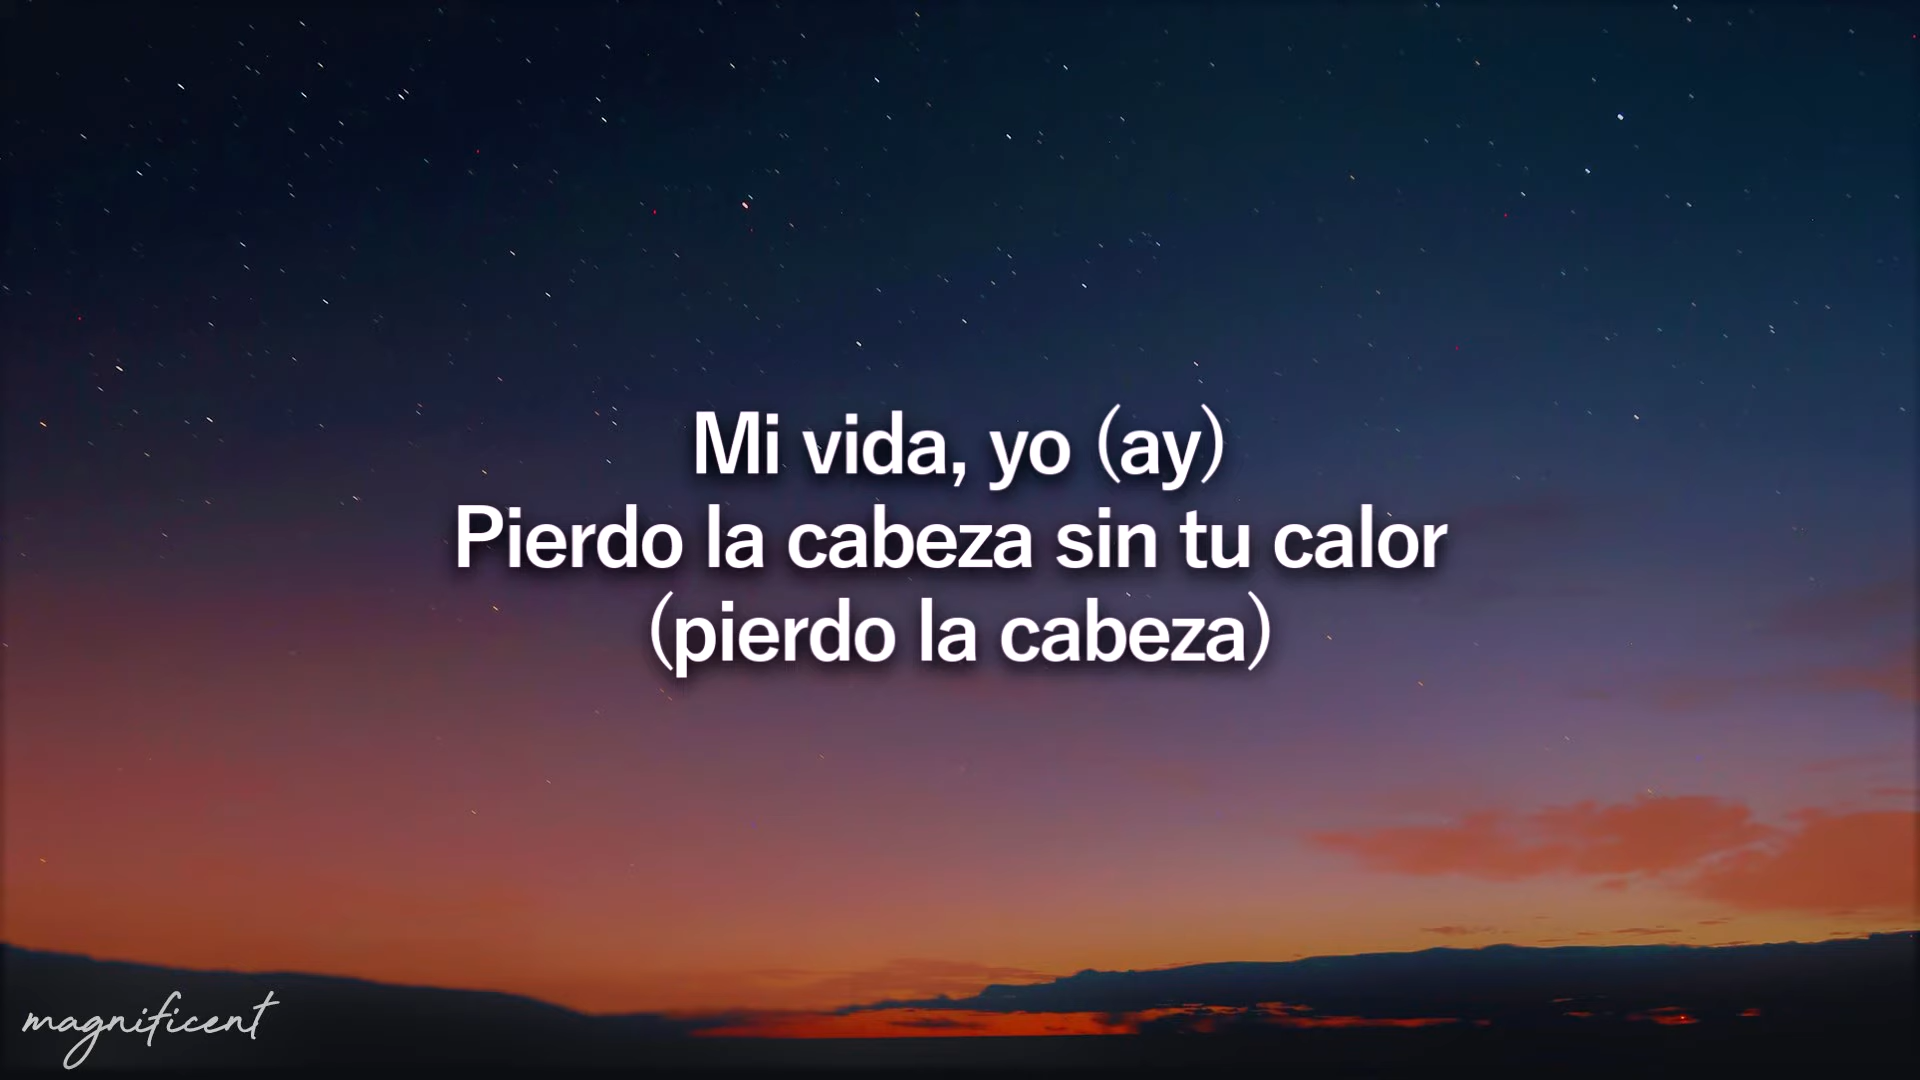 Mi vida, yo (ay)
Pierdo la cabeza sin tu calor
(pierdo la cabeza)
magnificent